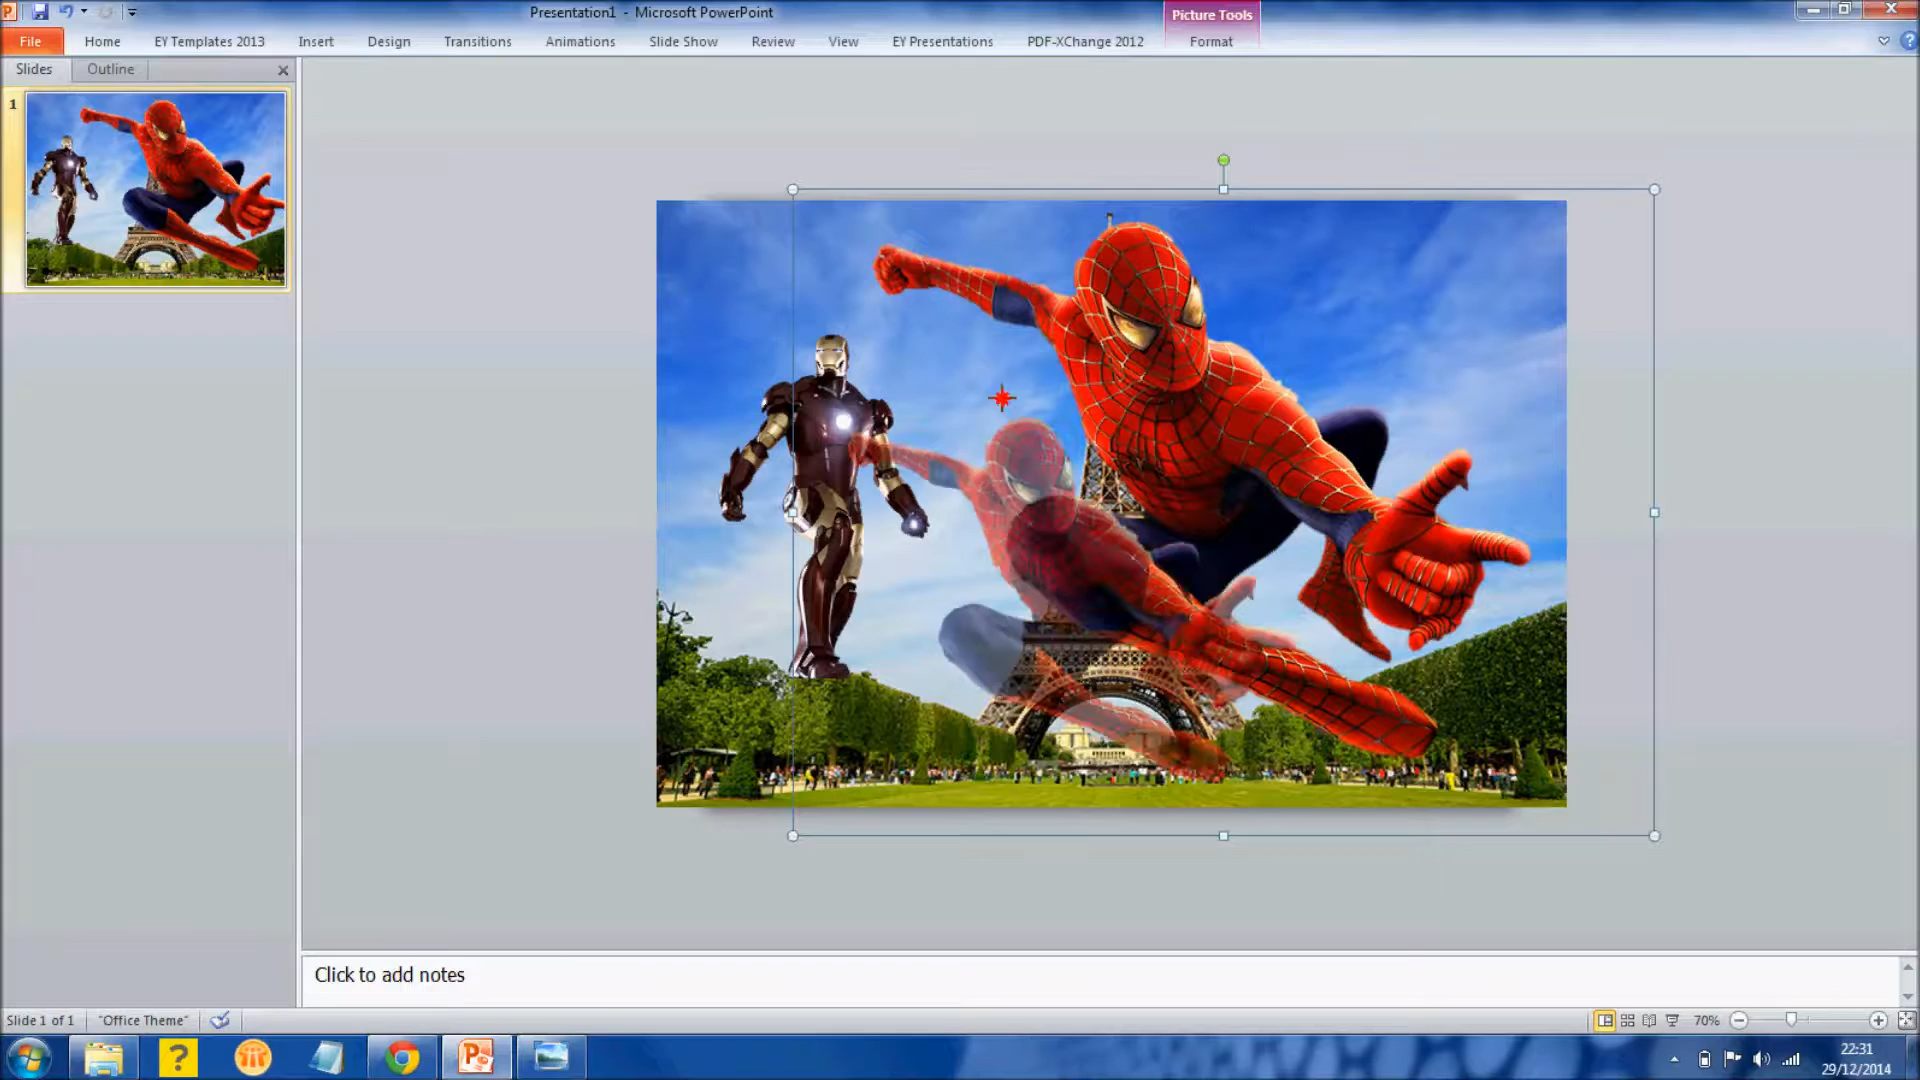 Presentation1 - Microsoft PowerPoint
Picture Tools
File Home EY Templates 2013 Insert Design Transitions Animations Slide Show Review View EY Presentations PDF-XChange 2012 Format
Slides Outline
1
Click to add notes
Slide 1 of 1 "Office Theme" 70%
22:31
29/12/2014